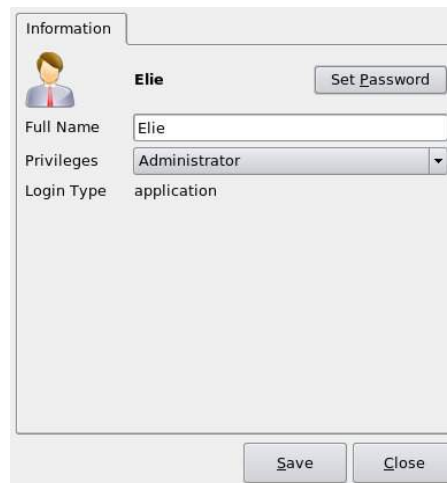 Information
Elie
Set Password
Full Name
Elie
Privileges
Administrator
Login Type
application
Save
Close